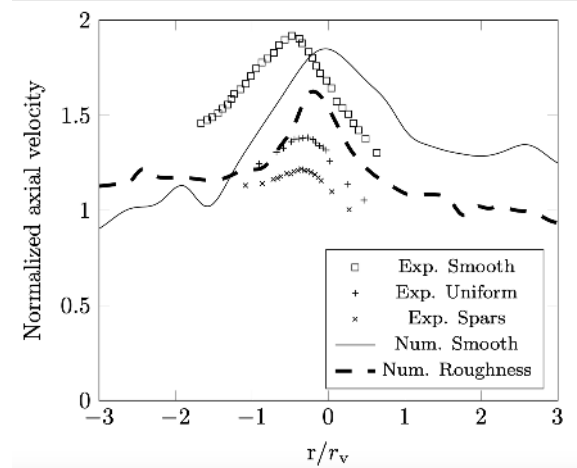 2
1.5
1
0.5
0
Normalized axial velocity
Exp. Smooth
Exp. Uniform
Exp. Spars
Num. Smooth
Num. Roughness
−3 −2 −1 0 1 2 3
r/r_v